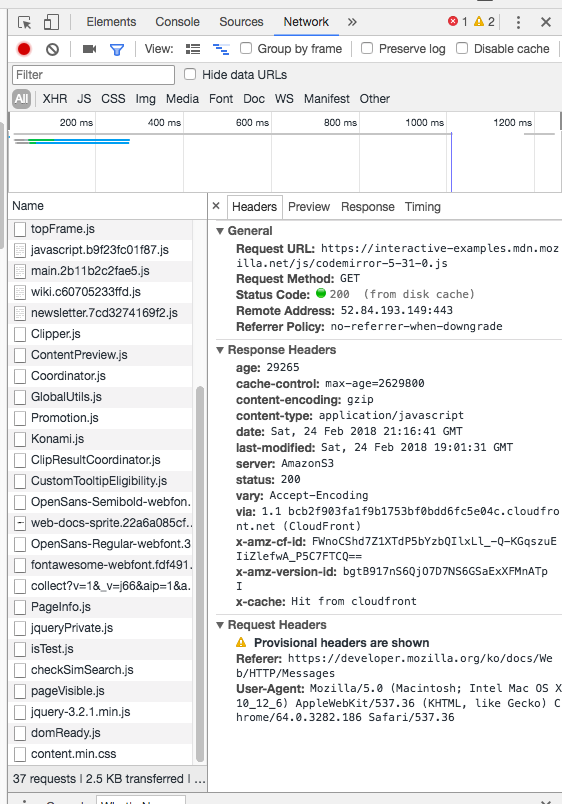 Elements Console Sources Network » 1 2
View: Group by frame Preserve log Disable cache
Filter Hide data URLs
All XHR JS CSS Img Media Font Doc WS Manifest Other
200 ms 400 ms 600 ms 800 ms 1000 ms 1200 ms
Name
topFrame.js
javascript.b9f23fc01f87.js
main.2b11b2c2fae5.js
wiki.c60705233ffd.js
newsletter.7cd3274169f2.js
Clipper.js
ContentPreview.js
Coordinator.js
GlobalUtils.js
Promotion.js
Konami.js
ClipResultCoordinator.js
CustomTooltipEligibility.js
OpenSans-Semibold-webfon...
web-docs-sprite.22a6a085cf...
OpenSans-Regular-webfont.3
fontawesome-webfont.fdf491...
collect?v=1&_v=j66&aip=1&a...
PageInfo.js
jqueryPrivate.js
isTest.js
checkSimSearch.js
pageVisible.js
jquery-3.2.1.min.js
domReady.js
content.min.css
37 requests | 2.5 KB transferred | ...
× Headers Preview Response Timing
▼ General
Request URL: https://interactive-examples.mdn.moz
illa.net/js/codemirror-5-31-0.js
Request Method: GET
Status Code: 200 (from disk cache)
Remote Address: 52.84.193.149:443
Referrer Policy: no-referrer-when-downgrade
▼ Response Headers
age: 29265
cache-control: max-age=2629800
content-encoding: gzip
content-type: application/javascript
date: Sat, 24 Feb 2018 21:16:41 GMT
last-modified: Sat, 24 Feb 2018 19:01:31 GMT
server: AmazonS3
status: 200
vary: Accept-Encoding
via: 1.1 bcb2f903fa1f9b1753bf0bdd6fc5e04c.cloudfro
nt.net (CloudFront)
x-amz-cf-id: FWnoCShd7Z1XTdP5bYzbQIlxLl_-Q-KGqszuE
IiZlefwA_P5C7FTCQ==
x-amz-version-id: bgtB917nS6QjO7D7NS6GSaExXFMnATp
I
x-cache: Hit from cloudfront
▼ Request Headers
Provisional headers are shown
Referer: https://developer.mozilla.org/ko/docs/We
b/HTTP/Messages
User-Agent: Mozilla/5.0 (Macintosh; Intel Mac OS X
10_12_6) AppleWebKit/537.36 (KHTML, like Gecko) C
hrome/64.0.3282.186 Safari/537.36